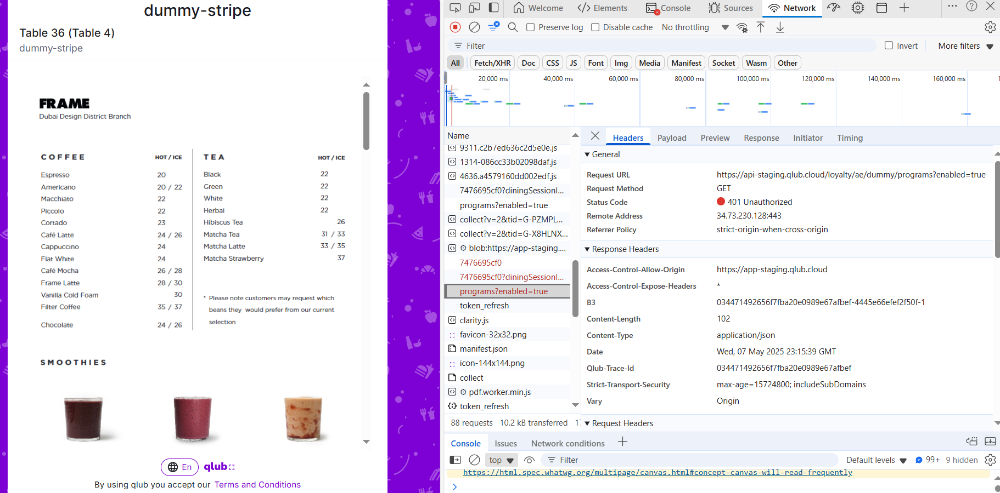 dummy-stripe
Table 36 (Table 4)
dummy-stripe
FRAME
Dubai Design District Branch
COFFEE HOT / ICE
Espresso 20
Americano 20 / 22
Macchiato 22
Piccolo 22
Cortado 23
Café Latte 24 / 26
Cappuccino 24
Flat White 24
Café Mocha 26 / 28
Frame Latte 28 / 30
Vanilla Cold Foam 30
Filter Coffee 35 / 37
Chocolate 24 / 26
TEA HOT / ICE
Black 22
Green 22
White 22
Herbal 22
Hibiscus Tea 26
Matcha Tea 31 / 33
Matcha Latte 33 / 35
Matcha Strawberry 37
* Please note customers may request which
beans they would prefer from our current
selection
SMOOTHIES
En qlub
By using qlub you accept our Terms and Conditions
Welcome Elements Console Sources Network
Preserve log Disable cache No throttling
Filter Invert More filters
All Fetch/XHR Doc CSS JS Font Img Media Manifest Socket Wasm Other
20,000 ms 40,000 ms 60,000 ms 80,000 ms 100,000 ms 120,000 ms 140,000 ms 160,000 ms
Name
9311.c2b7ed636c2d5e0e.js
1314-086cc33b02098daf.js
4636.a4579160dd002edf.js
7476695cf0?diningSessionI...
programs?enabled=true
collect?v=2&tid=G-PZMPL...
collect?v=2&tid=G-X8HLNX...
blob:https://app-staging....
7476695cf0
7476695cf0?diningSessionI...
programs?enabled=true
token_refresh
clarity.js
favicon-32x32.png
manifest.json
icon-144x144.png
collect
pdf.worker.min.js
token_refresh
88 requests 10.2 kB transferred
Headers Payload Preview Response Initiator Timing
General
Request URL https://api-staging.qlub.cloud/loyalty/ae/dummy/programs?enabled=true
Request Method GET
Status Code 401 Unauthorized
Remote Address 34.73.230.128:443
Referrer Policy strict-origin-when-cross-origin
Response Headers
Access-Control-Allow-Origin https://app-staging.qlub.cloud
Access-Control-Expose-Headers *
B3 034471492656f7fba20e0989e67afbef-4445e66efef2f50f-1
Content-Length 102
Content-Type application/json
Date Wed, 07 May 2025 23:15:39 GMT
Qlub-Trace-Id 034471492656f7fba20e0989e67afbef
Strict-Transport-Security max-age=15724800; includeSubDomains
Vary Origin
Request Headers
Console Issues Network conditions
top Filter Default levels 99+ 9 hidden
https://html.spec.whatwg.org/multipage/canvas.html#concept-canvas-will-read-frequently